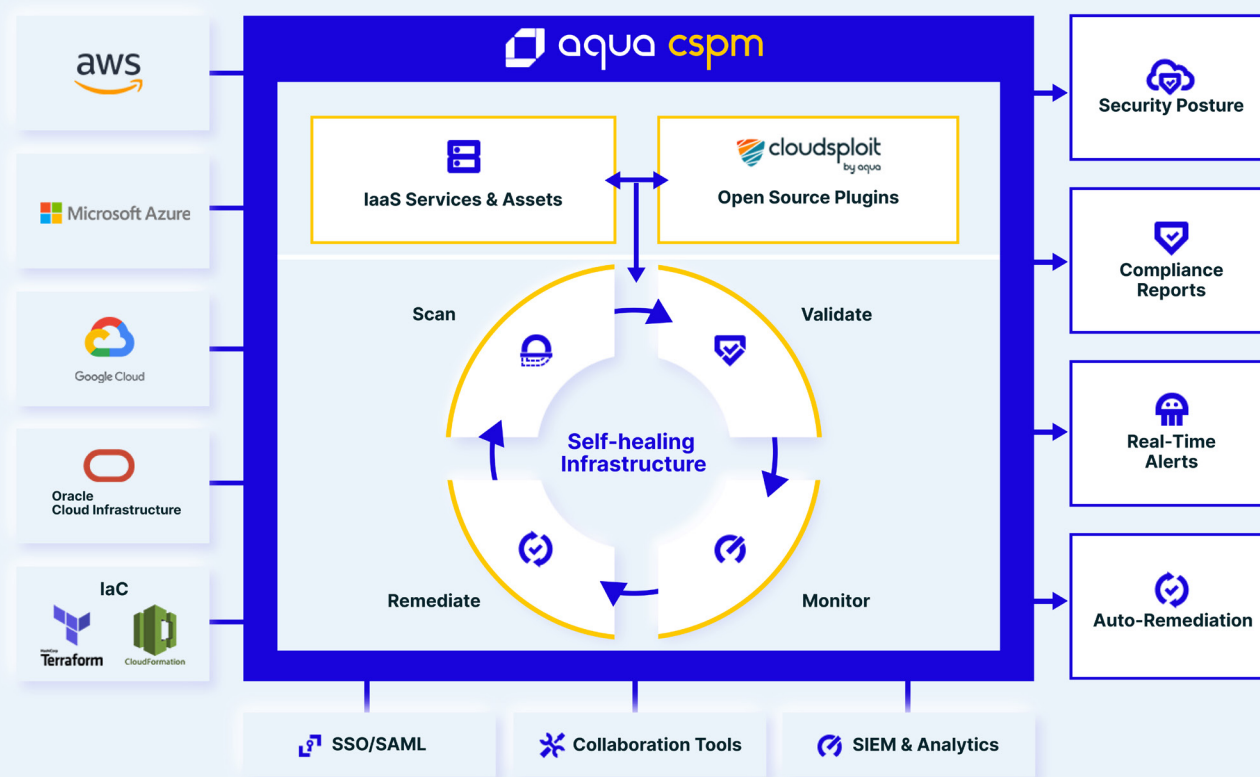 aqua cspm
aws
Microsoft Azure
Google Cloud
Oracle
Cloud Infrastructure
IaC
HashiCorp
Terraform
CloudFormation
IaaS Services & Assets
cloudsploit
by aqua
Open Source Plugins
Scan
Validate
Self-healing
Infrastructure
Remediate
Monitor
Security Posture
Compliance
Reports
Real-Time
Alerts
Auto-Remediation
SSO/SAML
Collaboration Tools
SIEM & Analytics